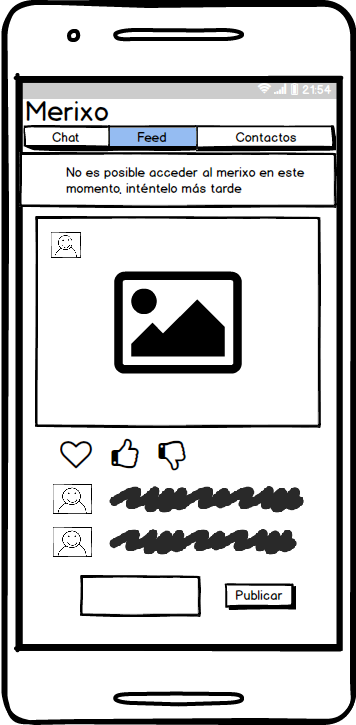 21:54
Merixo
Chat
Feed
Contactos
No es posible acceder al merixo en este
momento, inténtelo más tarde
Publicar